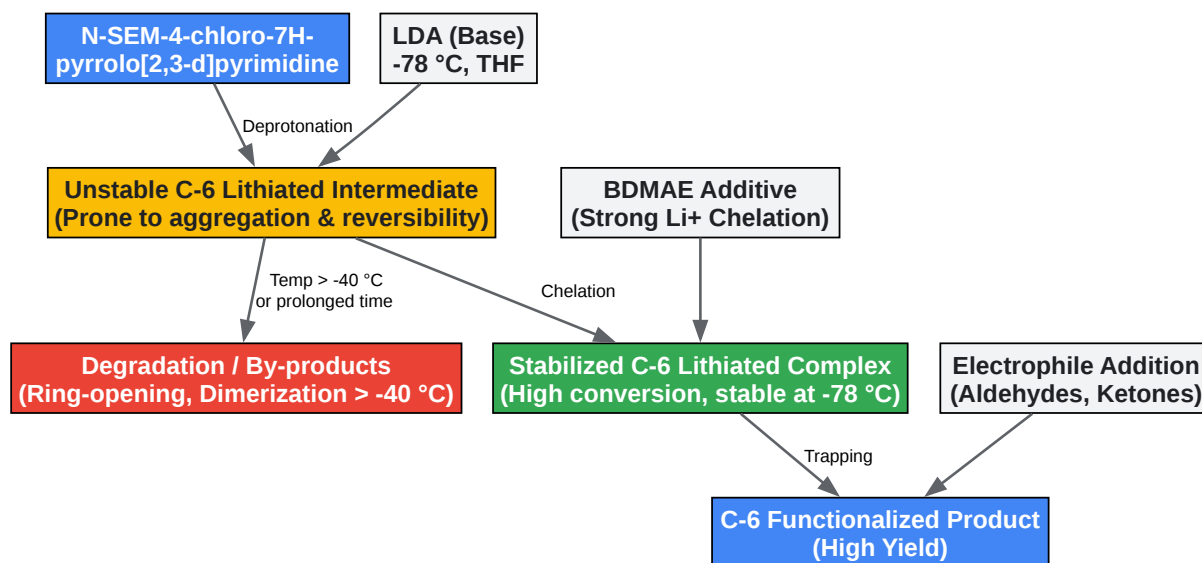 N-SEM-4-chloro-7H-
pyrrolo[2,3-d]pyrimidine
LDA (Base)
-78 °C, THF
Deprotonation
Unstable C-6 Lithiated Intermediate
(Prone to aggregation & reversibility)
BDMAE Additive
(Strong Li+ Chelation)
Temp > -40 °C
or prolonged time
Chelation
Degradation / By-products
(Ring-opening, Dimerization > -40 °C)
Stabilized C-6 Lithiated Complex
(High conversion, stable at -78 °C)
Electrophile Addition
(Aldehydes, Ketones)
Trapping
C-6 Functionalized Product
(High Yield)